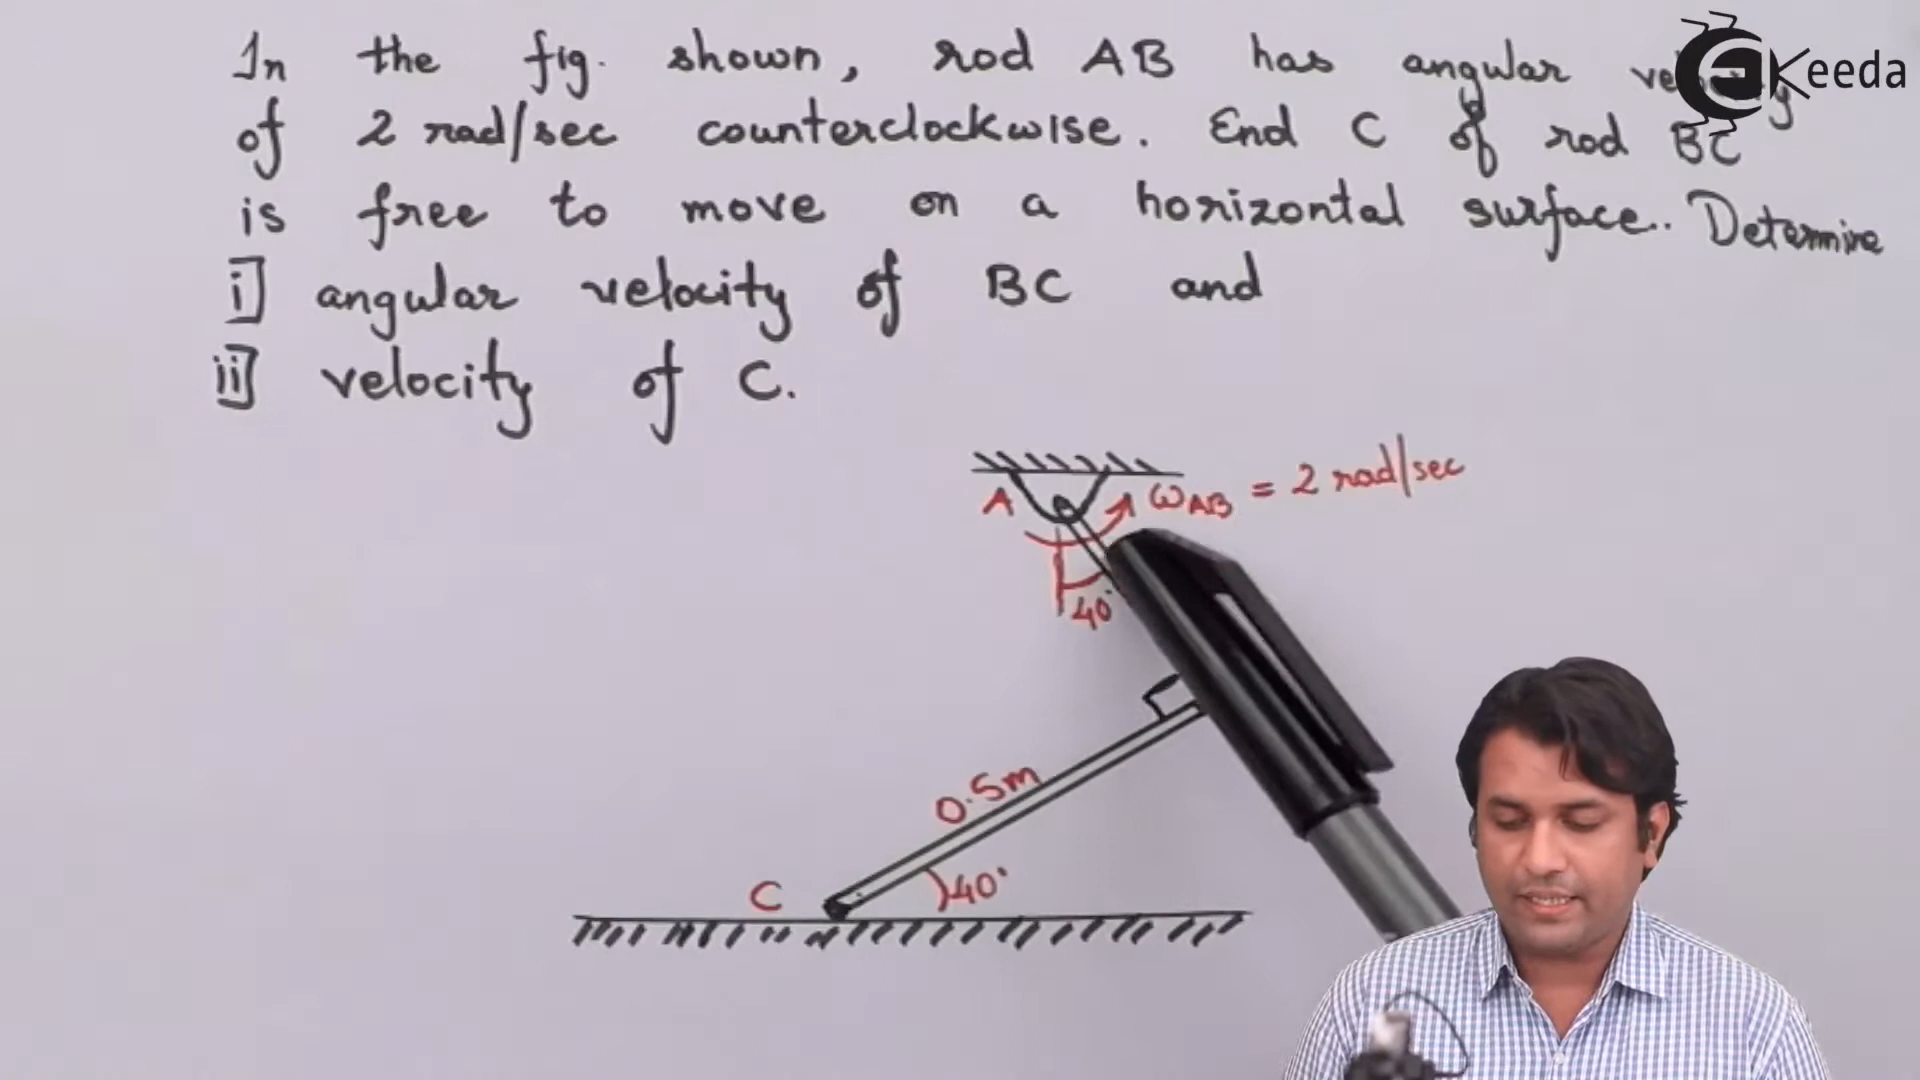 In the fig. shown, rod AB has angular
of 2 rad/sec counterclockwise. End C of rod BC
is free to move on a horizontal surface.. Determine
i] angular velocity of BC and
ii] velocity of C.
A ωAB = 2 rad/sec
40°
0.5m
C 40°
Keeda